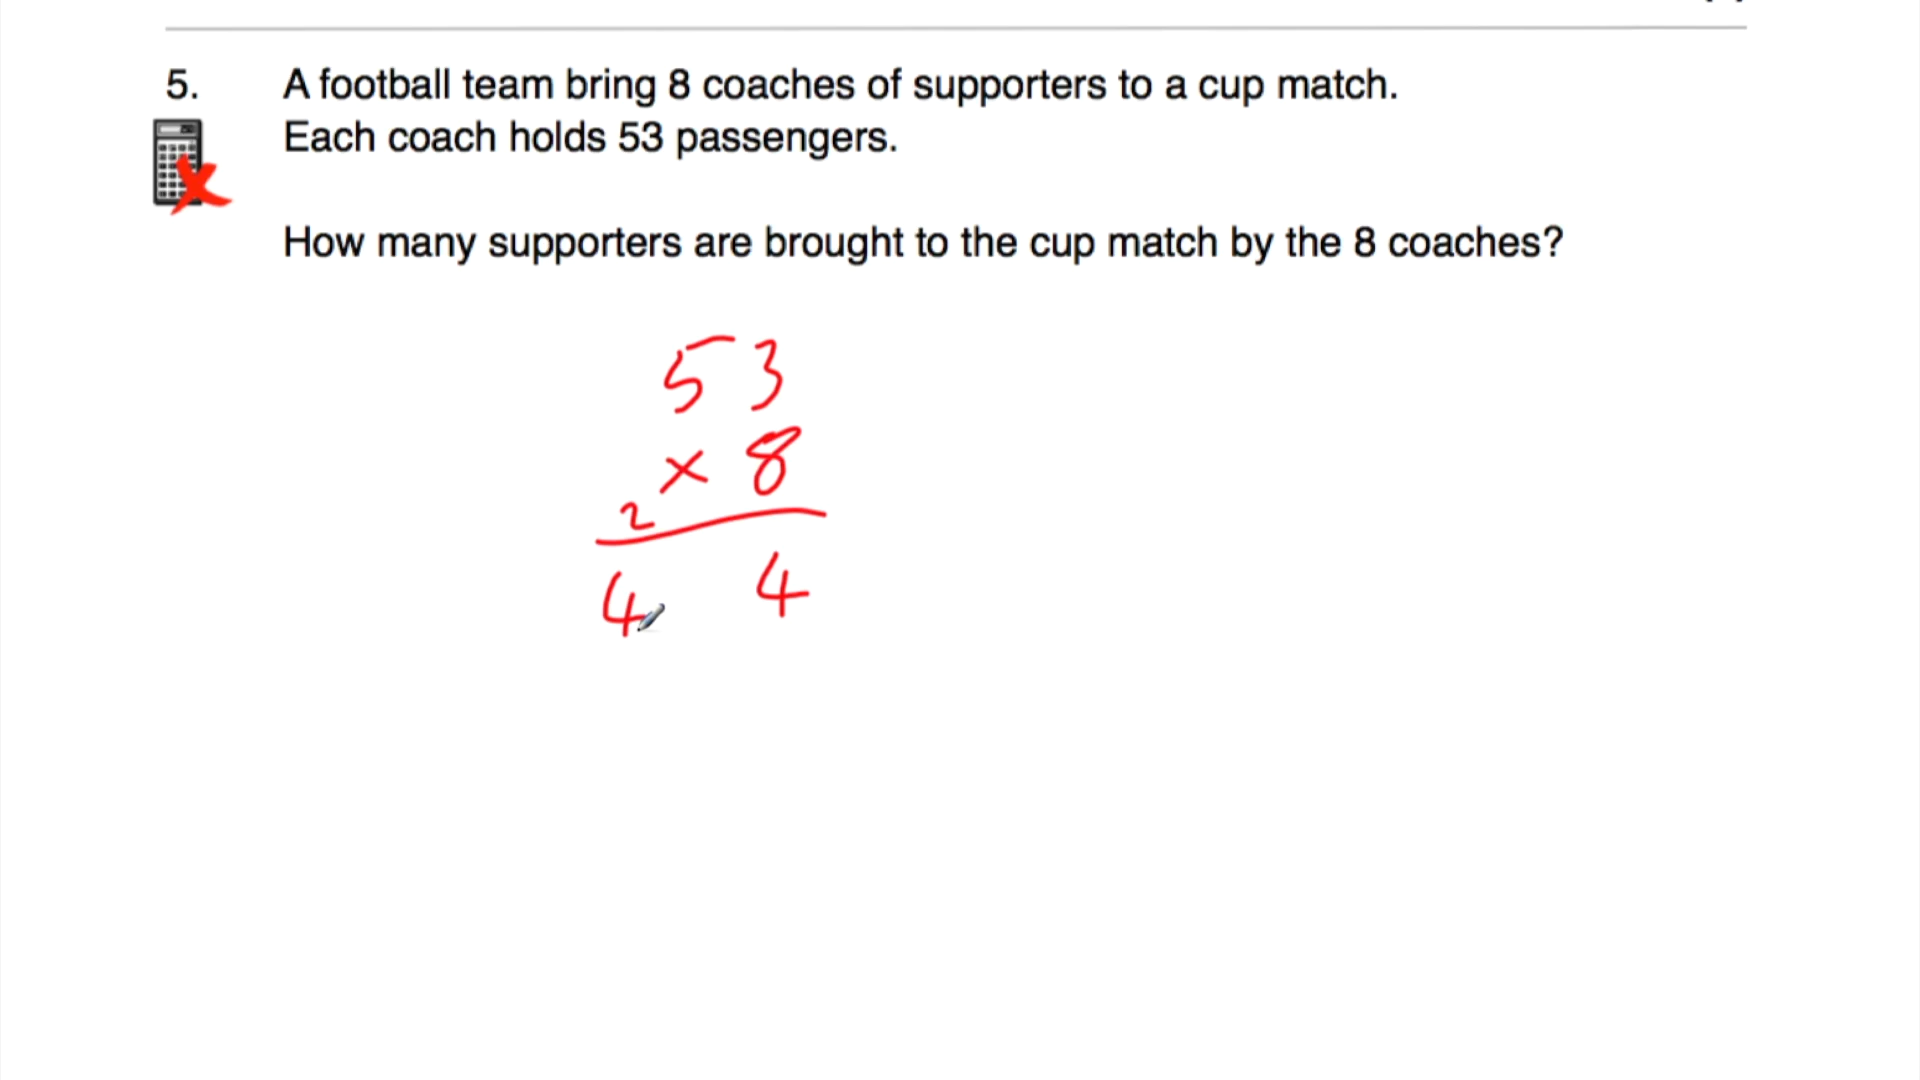 5. A football team bring 8 coaches of supporters to a cup match.
Each coach holds 53 passengers.
How many supporters are brought to the cup match by the 8 coaches?
53
× 8
2
4 4